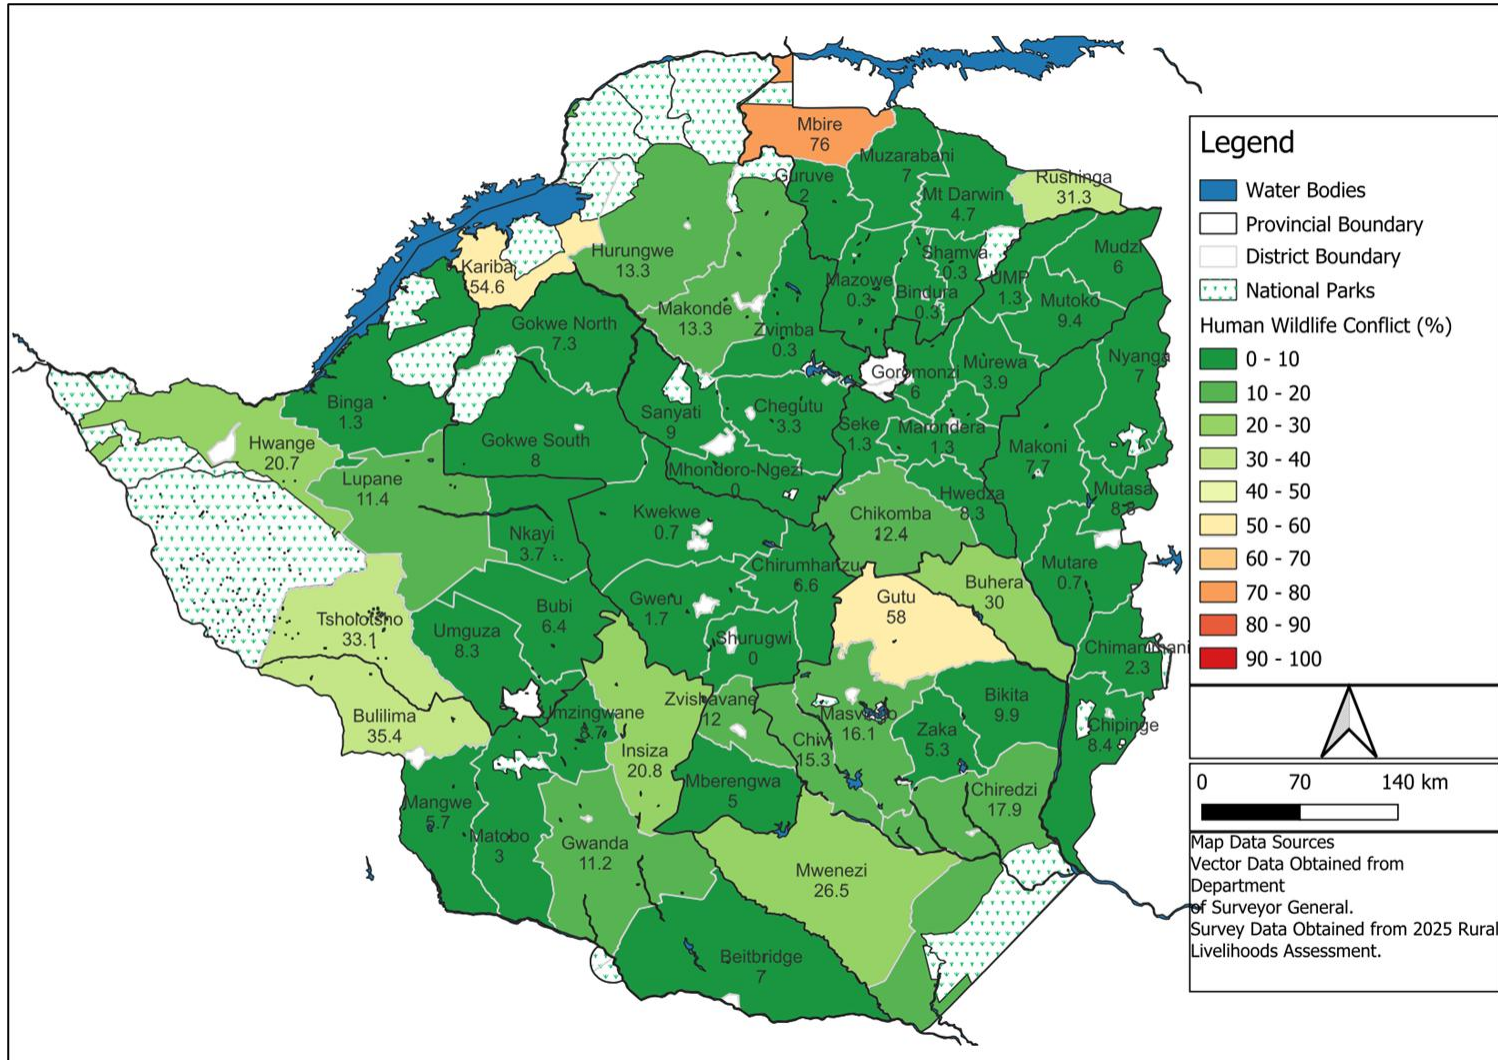 Mbire
76
Muzarabani
7
Guruve
2
Mt Darwin
4.7
Rushinga
31.3
Hurungwe
13.3
Kariba
54.6
Shamva
0.3
Mudzi
6
Mazowe
0.3
Bindura
0.3
UMP
1.3
Mutoko
9.4
Makonde
13.3
Gokwe North
7.3
Zvimba
0.3
Goromonzi
6
Murewa
3.9
Nyanga
7
Binga
1.3
Sanyati
9
Chegutu
3.3
Seke
1.3
Marondera
1.3
Makoni
7.7
Hwange
20.7
Gokwe South
8
Lupane
11.4
Mhondoro-Ngezi
0
Hwedza
8.3
Mutasa
8.8
Nkayi
3.7
Kwekwe
0.7
Chikomba
12.4
Chirumhanzu
6.6
Mutare
0.7
Buhera
30
Gutu
58
Tsholotsho
33.1
Umguza
8.3
Bubi
6.4
Gweru
1.7
Shurugwi
0
Chimanimani
2.3
Bulilima
35.4
Umzingwane
8.7
Zvishavane
12
Masvingo
16.1
Bikita
9.9
Zaka
5.3
Chipinge
8.4
Insiza
20.8
Chivi
15.3
Mberengwa
5
Chiredzi
17.9
Mangwe
5.7
Matobo
3
Gwanda
11.2
Mwenezi
26.5
Beitbridge
7
Legend
Water Bodies
Provincial Boundary
District Boundary
National Parks
Human Wildlife Conflict (%)
0 - 10
10 - 20
20 - 30
30 - 40
40 - 50
50 - 60
60 - 70
70 - 80
80 - 90
90 - 100
0 70 140 km
Map Data Sources
Vector Data Obtained from
Department
of Surveyor General.
Survey Data Obtained from 2025 Rural
Livelihoods Assessment.